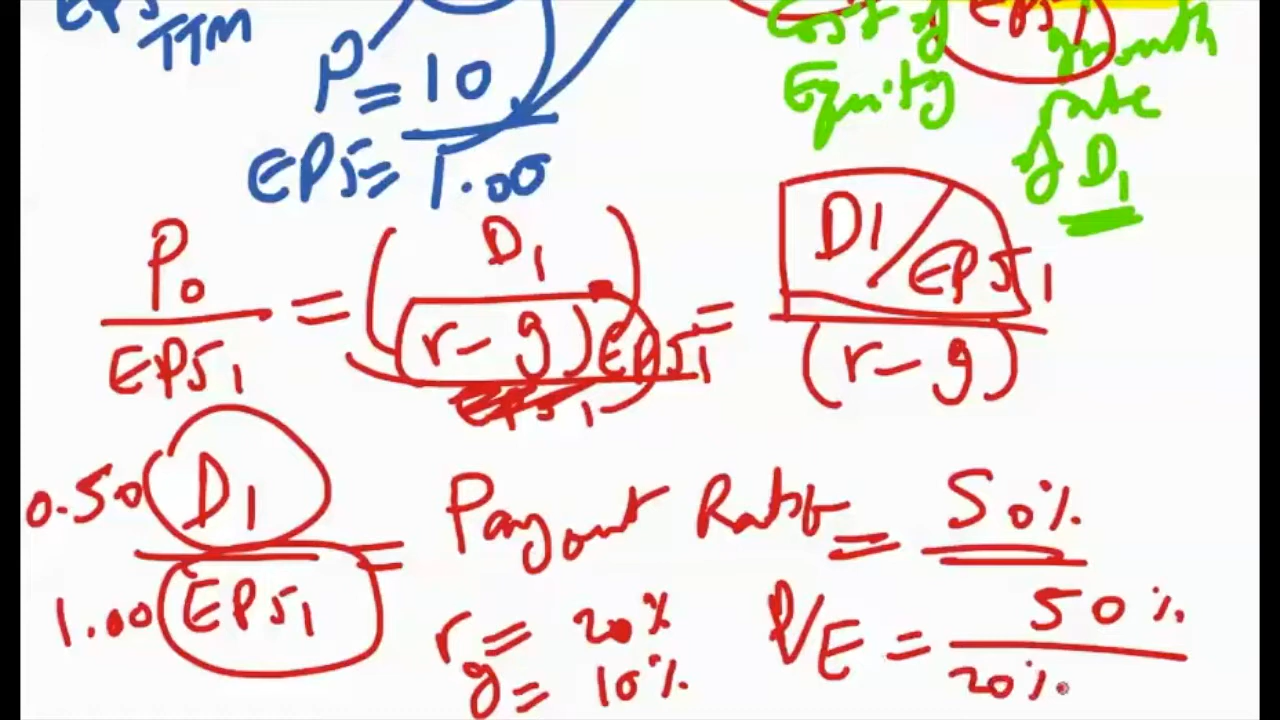 EPS TTM
P = 10
EPS = 1.00
Cost of Equity
EPS1
growth rate of D1
P0 / EPS1 = D1 / (r - g) EPS1 = D1/EPS1 / (r - g)
EPS1
0.50 D1 / 1.00 EPS1 = Payout Ratio = 50%
r = 20%
g = 10%
P/E = 50% / 20%